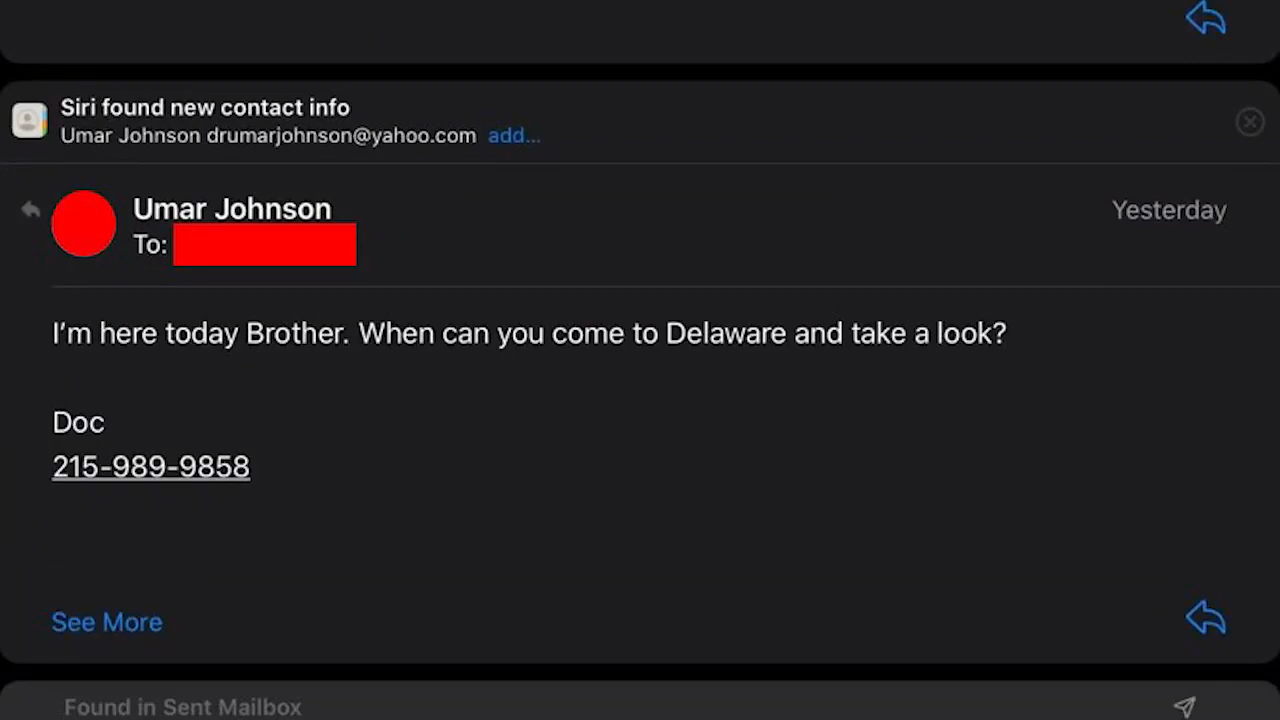 Siri found new contact info
Umar Johnson drumarjohnson@yahoo.com add...
Umar Johnson
Yesterday
To:
I’m here today Brother. When can you come to Delaware and take a look?
Doc
215-989-9858
See More
Found in Sent Mailbox